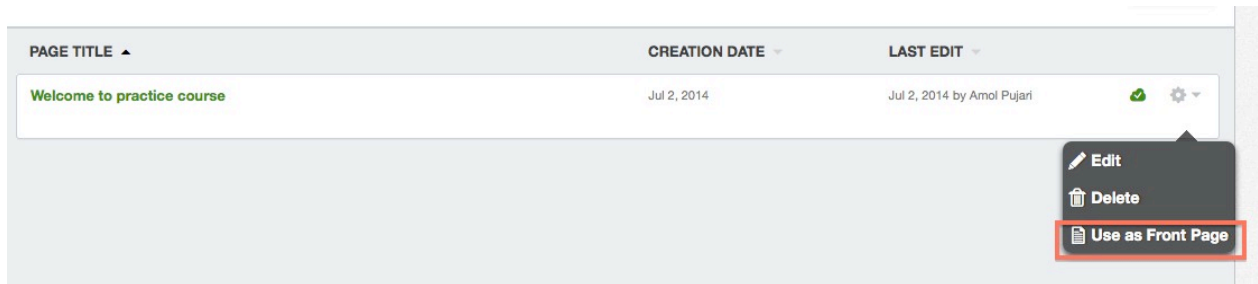 PAGE TITLE CREATION DATE LAST EDIT
Welcome to practice course Jul 2, 2014 Jul 2, 2014 by Amol Pujari
Edit
Delete
Use as Front Page